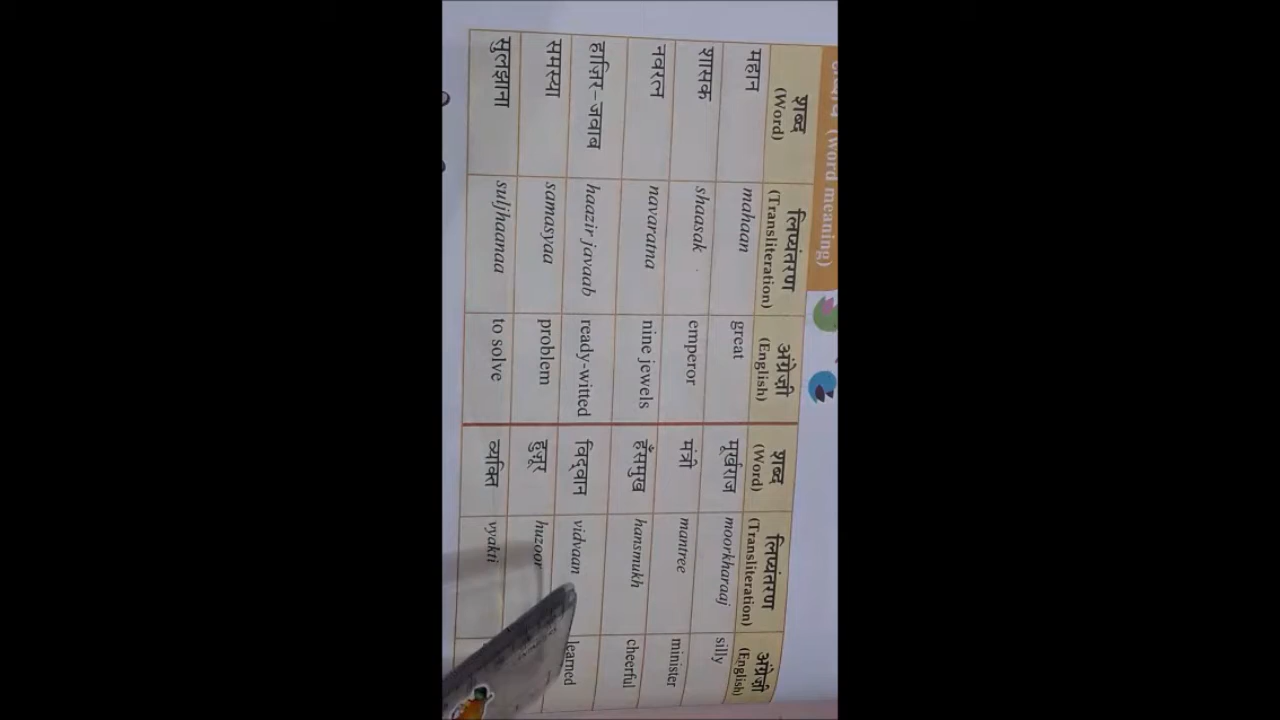 (Word meaning)
शब्द (Word) लिप्यंतरण (Transliteration) अंग्रेज़ी (English) शब्द (Word) लिप्यंतरण (Transliteration) अंग्रेज़ी (English)
महान mahaan great मूर्खराज moorkharaaj silly
शासक shaasak emperor मंत्री mantree minister
नवरत्न navaratna nine jewels हँसमुख hansmukh cheerful
हाज़िर-जवाब haazir javaab ready-witted विद्वान vidvaan learned
समस्या samasyaa problem हुज़ूर huzoor
सुलझाना suljhaanaa to solve व्यक्ति vyakti